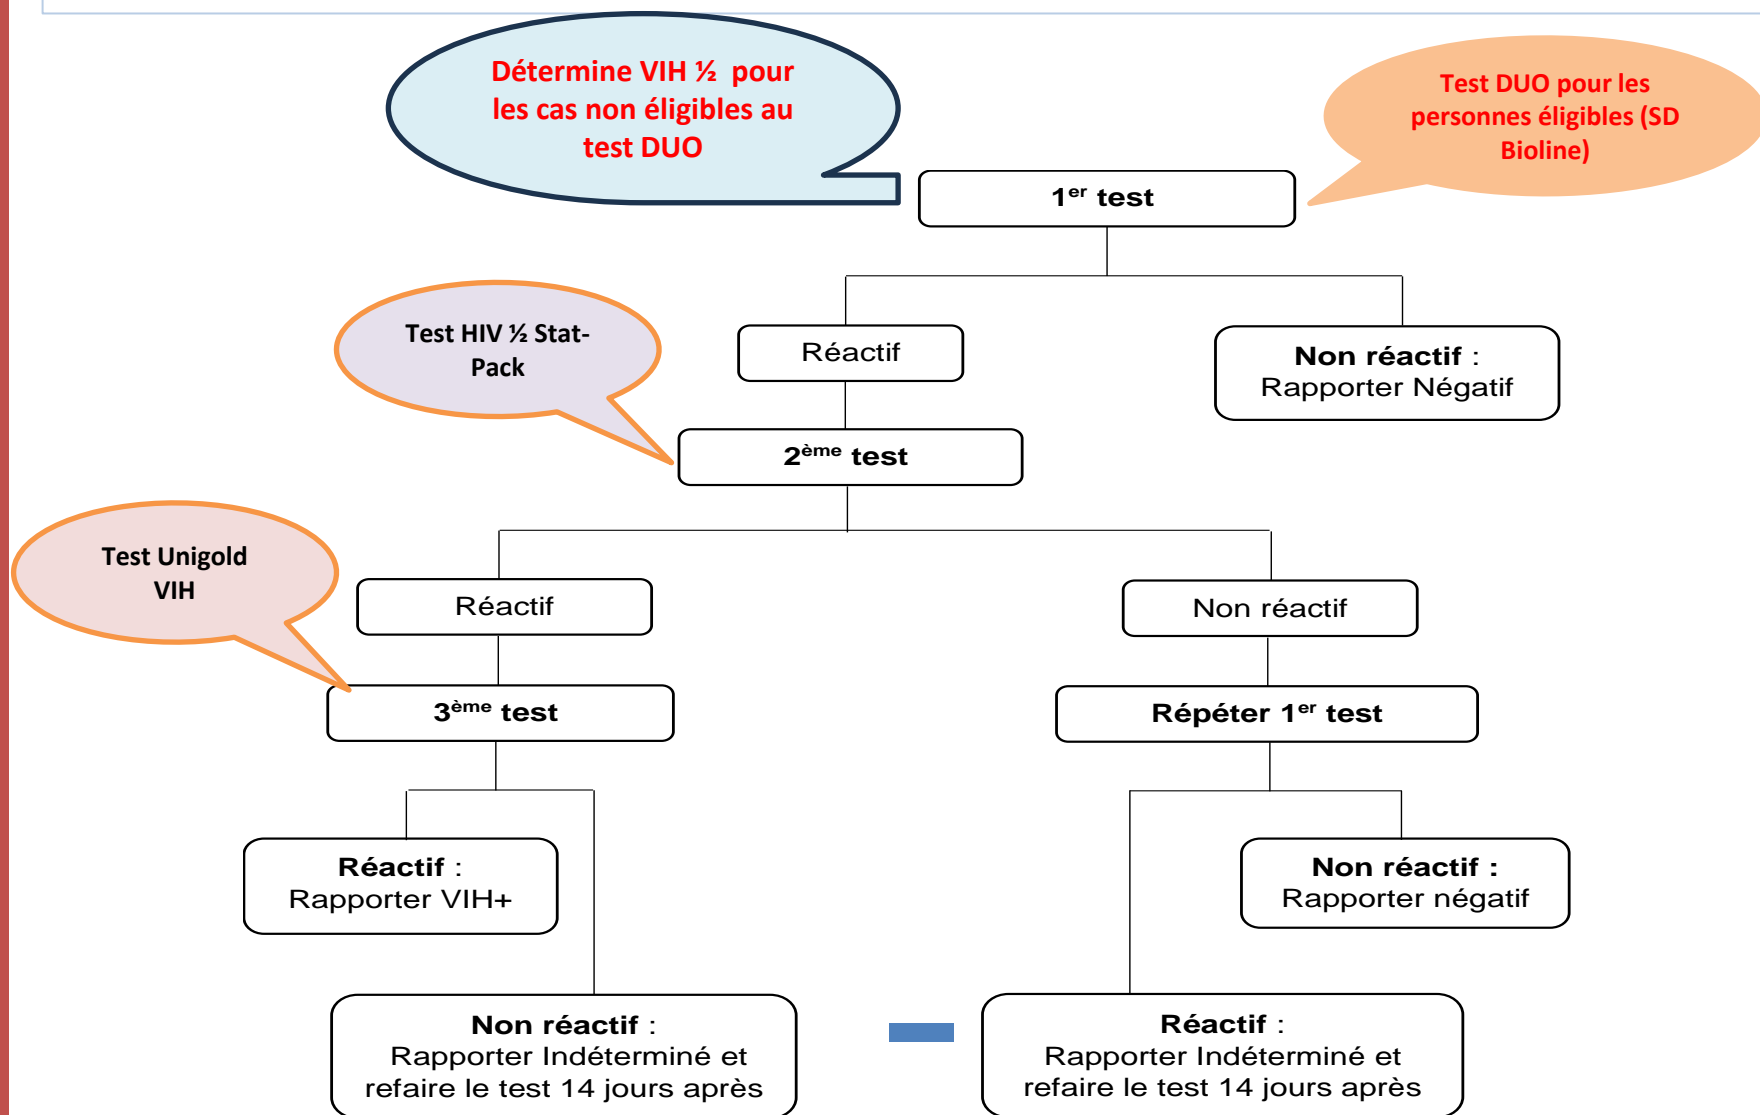 Détermine VIH ½ pour
les cas non éligibles au
test DUO
Test DUO pour les
personnes éligibles (SD
Bioline)
1er test
Test HIV ½ Stat-
Pack
Réactif
Non réactif :
Rapporter Négatif
2ème test
Test Unigold
VIH
Réactif
Non réactif
3ème test
Répéter 1er test
Réactif :
Rapporter VIH+
Non réactif :
Rapporter négatif
Non réactif :
Rapporter Indéterminé et
refaire le test 14 jours après
Réactif :
Rapporter Indéterminé et
refaire le test 14 jours après